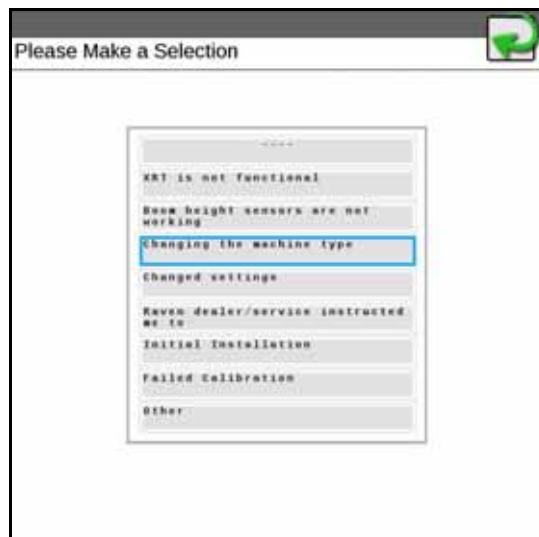 Please Make a Selection
----
XRT is not functional
Boom height sensors are not
working
Changing the machine type
Changed settings
Raven dealer/service instructed
me to
Initial Installation
Failed Calibration
Other